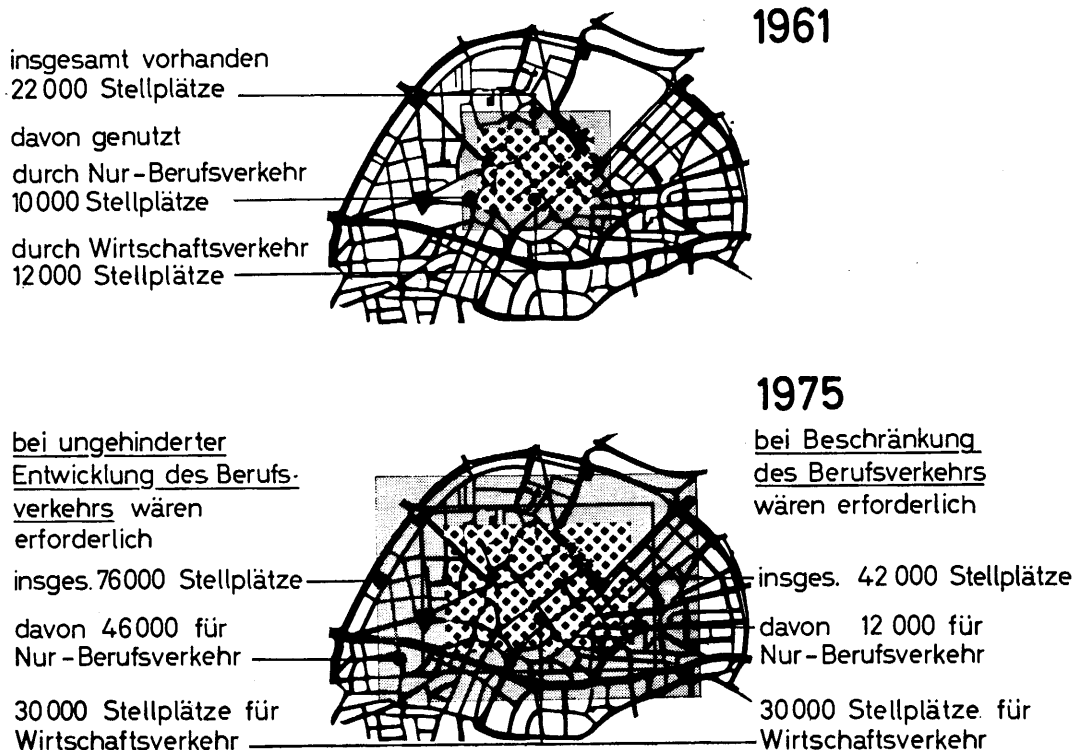 1961
insgesamt vorhanden
22 000 Stellplätze
davon genutzt
durch Nur-Berufsverkehr
10 000 Stellplätze
durch Wirtschaftsverkehr
12 000 Stellplätze
1975
bei ungehinderter
Entwicklung des Berufs-
verkehrs wären
erforderlich
insges. 76 000 Stellplätze
davon 46 000 für
Nur-Berufsverkehr
30 000 Stellplätze für
Wirtschaftsverkehr
bei Beschränkung
des Berufsverkehrs
wären erforderlich
insges. 42 000 Stellplätze
davon 12 000 für
Nur-Berufsverkehr
30 000 Stellplätze für
Wirtschaftsverkehr